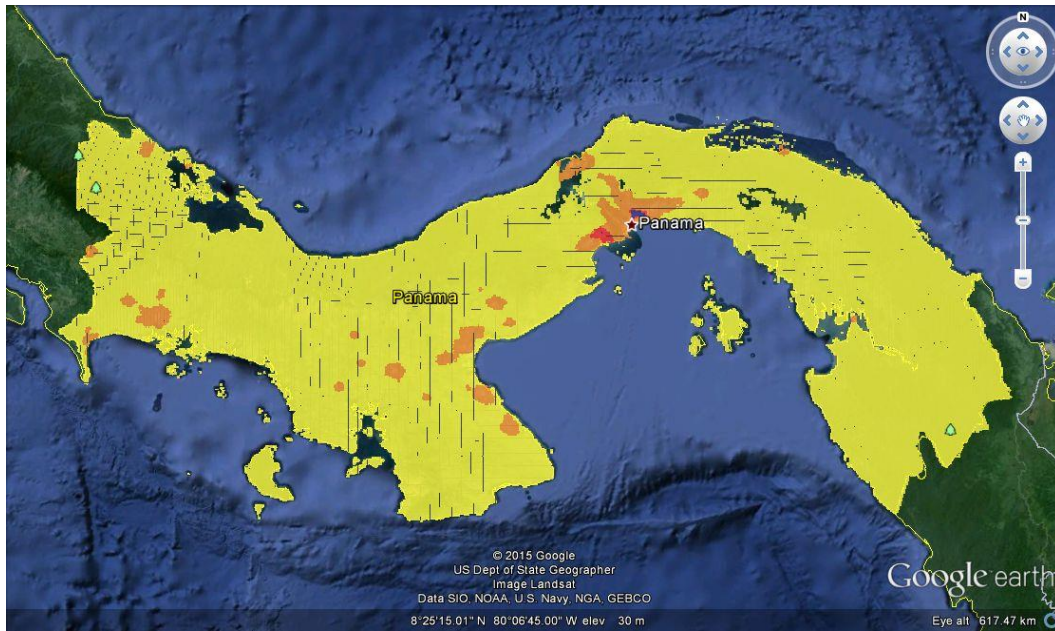 N
Panama
Panama
© 2015 Google
US Dept of State Geographer
Image Landsat
Data SIO, NOAA, U.S. Navy, NGA, GEBCO
Google earth
8°25'15.01" N 80°06'45.00" W elev 30 m
Eye alt 617.47 km